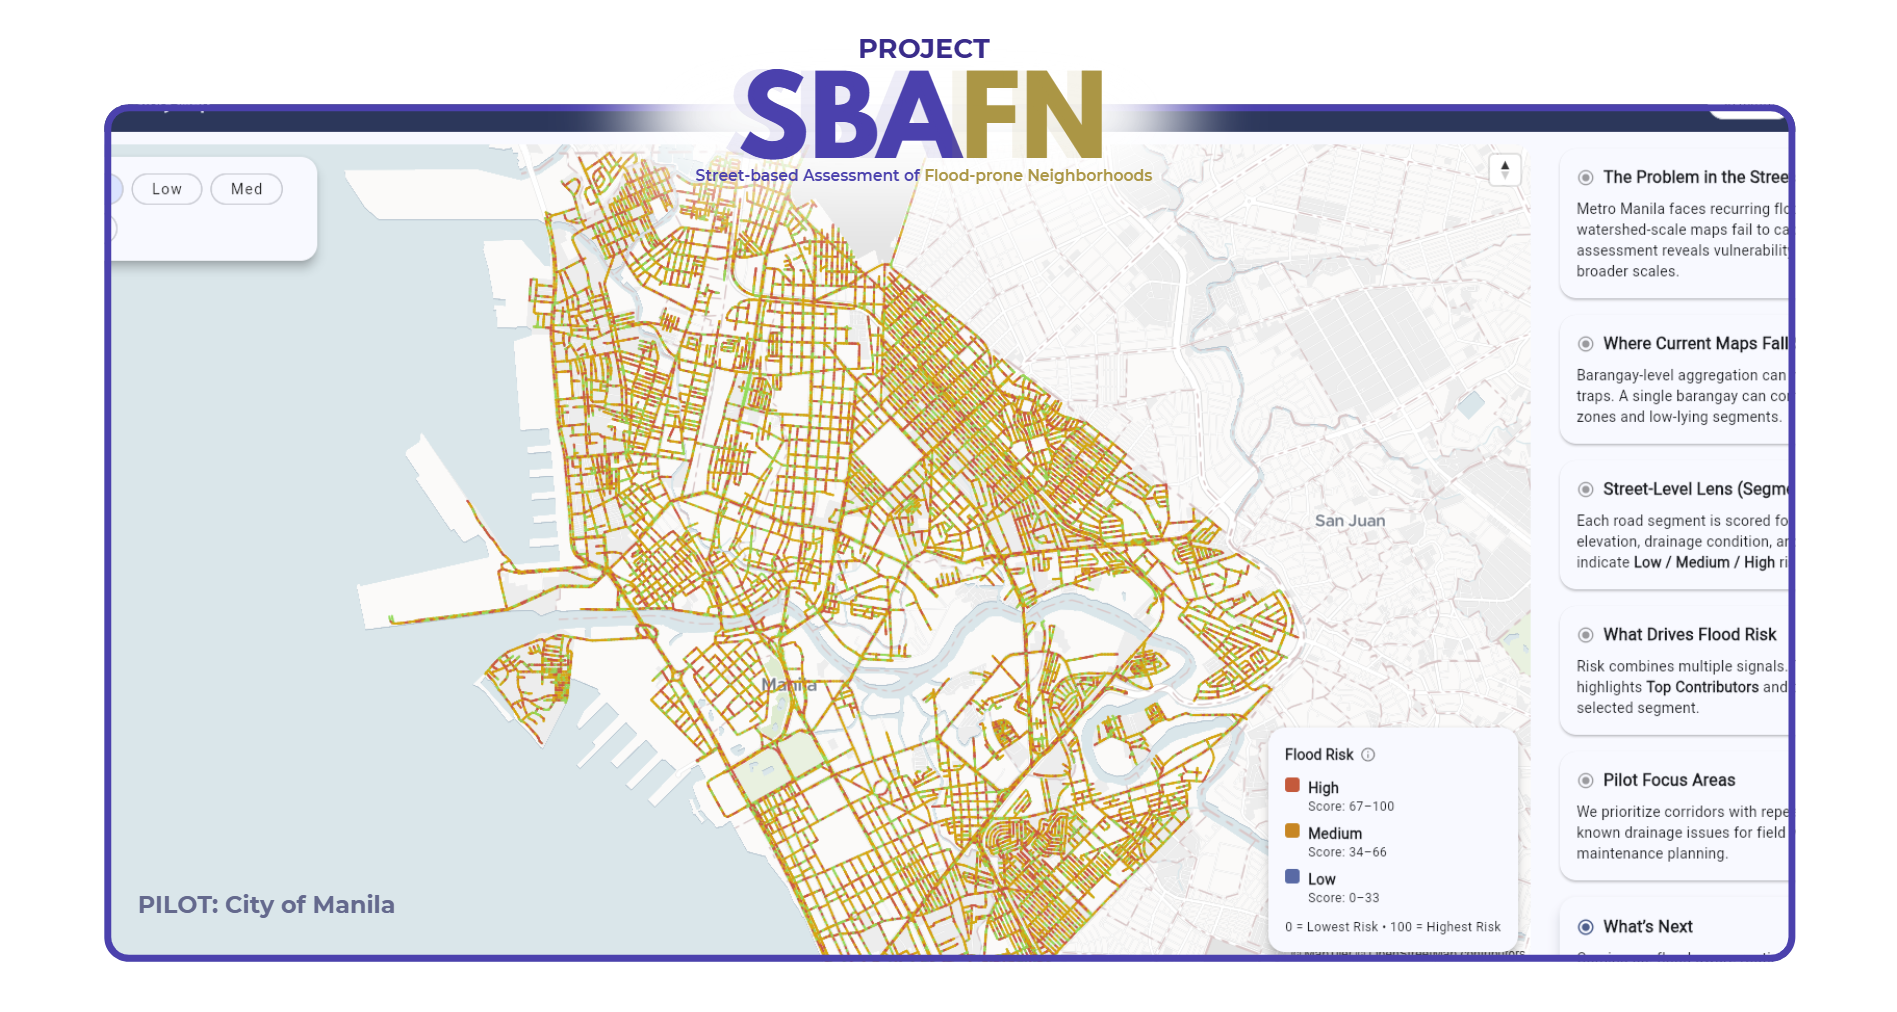 PROJECT
SBAFN
Street-based Assessment of Flood-prone Neighborhoods
Low
Med
The Problem in the Stree
Metro Manila faces recurring flo
watershed-scale maps fail to ca
assessment reveals vulnerabilit
broader scales.
Where Current Maps Fall
Barangay-level aggregation can
traps. A single barangay can co
zones and low-lying segments.
San Juan
Street-Level Lens (Segme
Each road segment is scored fo
elevation, drainage condition, a
indicate Low / Medium / High ri
What Drives Flood Risk
Risk combines multiple signals.
highlights Top Contributors and
selected segment.
Manila
Flood Risk
High
Score: 67–100
Medium
Score: 34–66
Low
Score: 0–33
0 = Lowest Risk • 100 = Highest Risk
Pilot Focus Areas
We prioritize corridors with repe
known drainage issues for field
maintenance planning.
What's Next
PILOT: City of Manila
© MapTiler © OpenStreetMap contributors